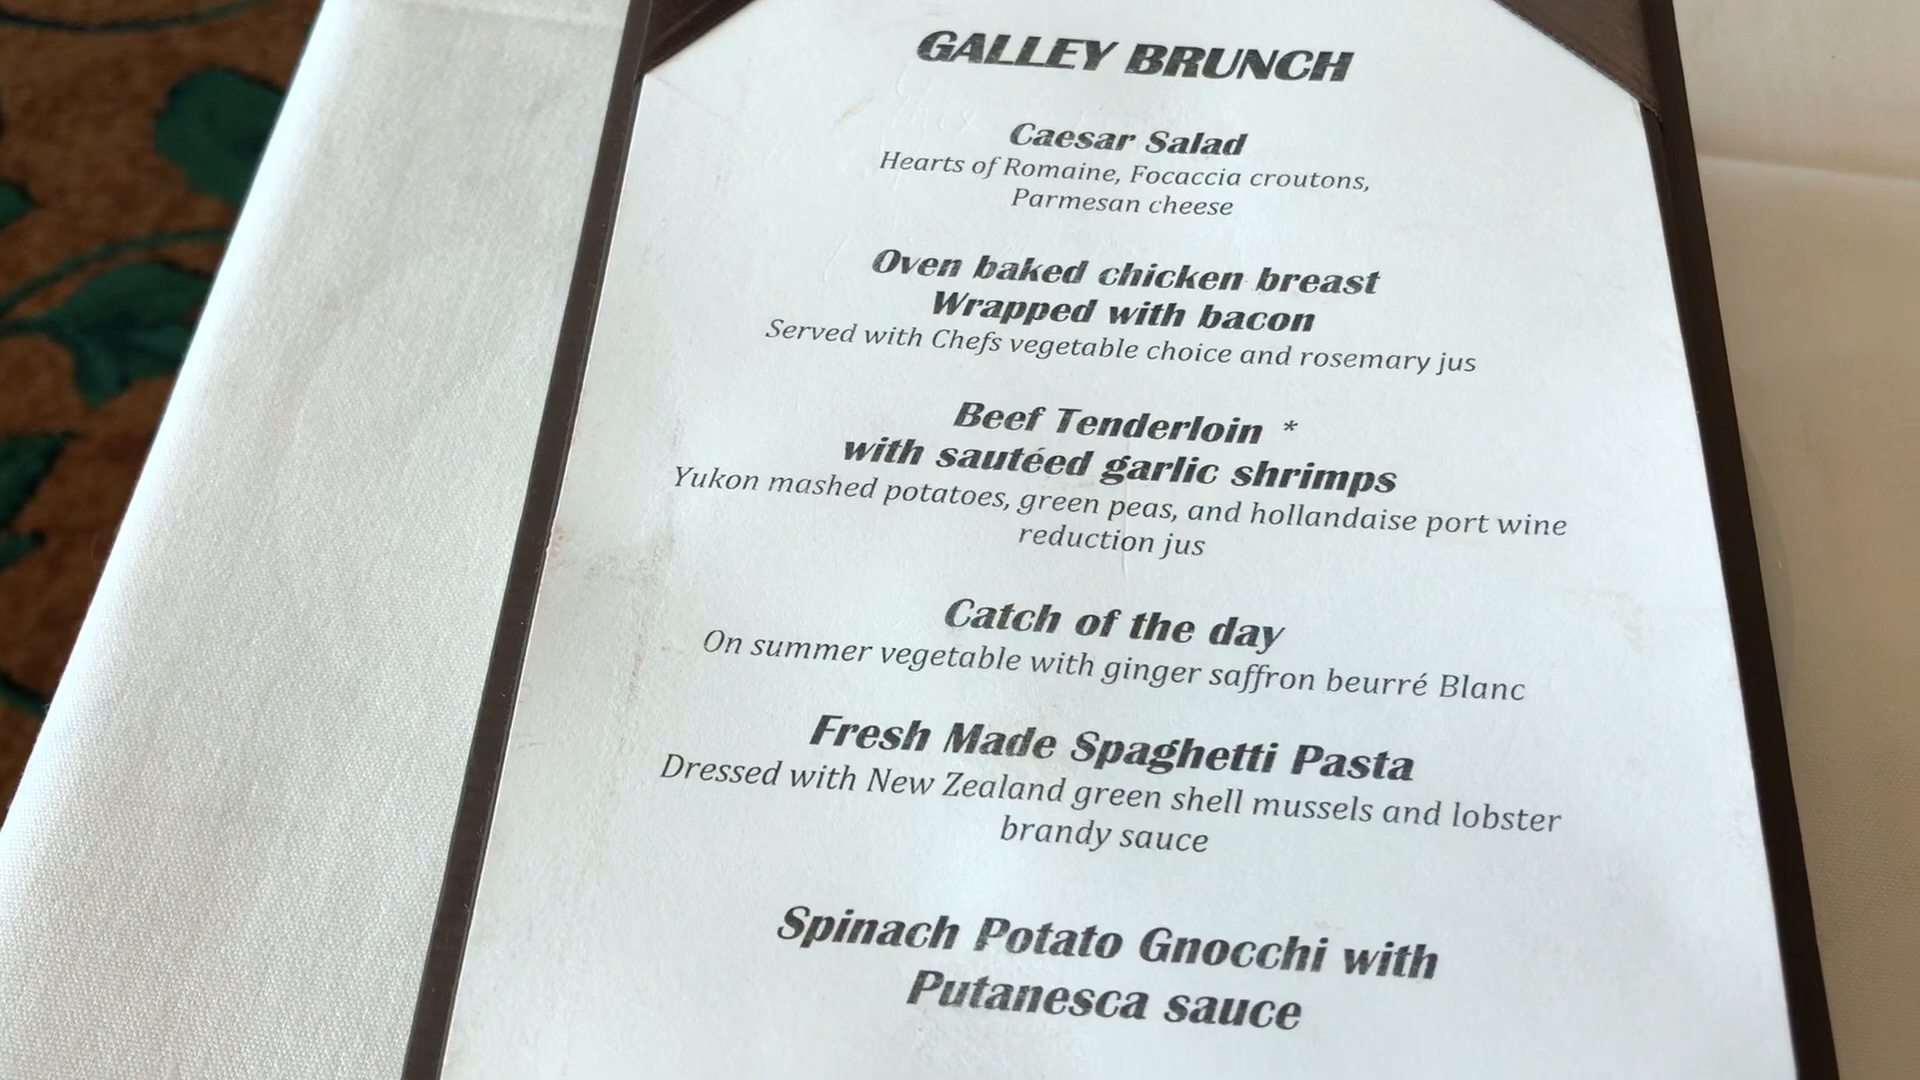 GALLEY BRUNCH
Caesar Salad
Hearts of Romaine, Focaccia croutons,
Parmesan cheese
Oven baked chicken breast
Wrapped with bacon
Served with Chefs vegetable choice and rosemary jus
Beef Tenderloin *
with sautéed garlic shrimps
Yukon mashed potatoes, green peas, and hollandaise port wine
reduction jus
Catch of the day
On summer vegetable with ginger saffron beurré Blanc
Fresh Made Spaghetti Pasta
Dressed with New Zealand green shell mussels and lobster
brandy sauce
Spinach Potato Gnocchi with
Putanesca sauce